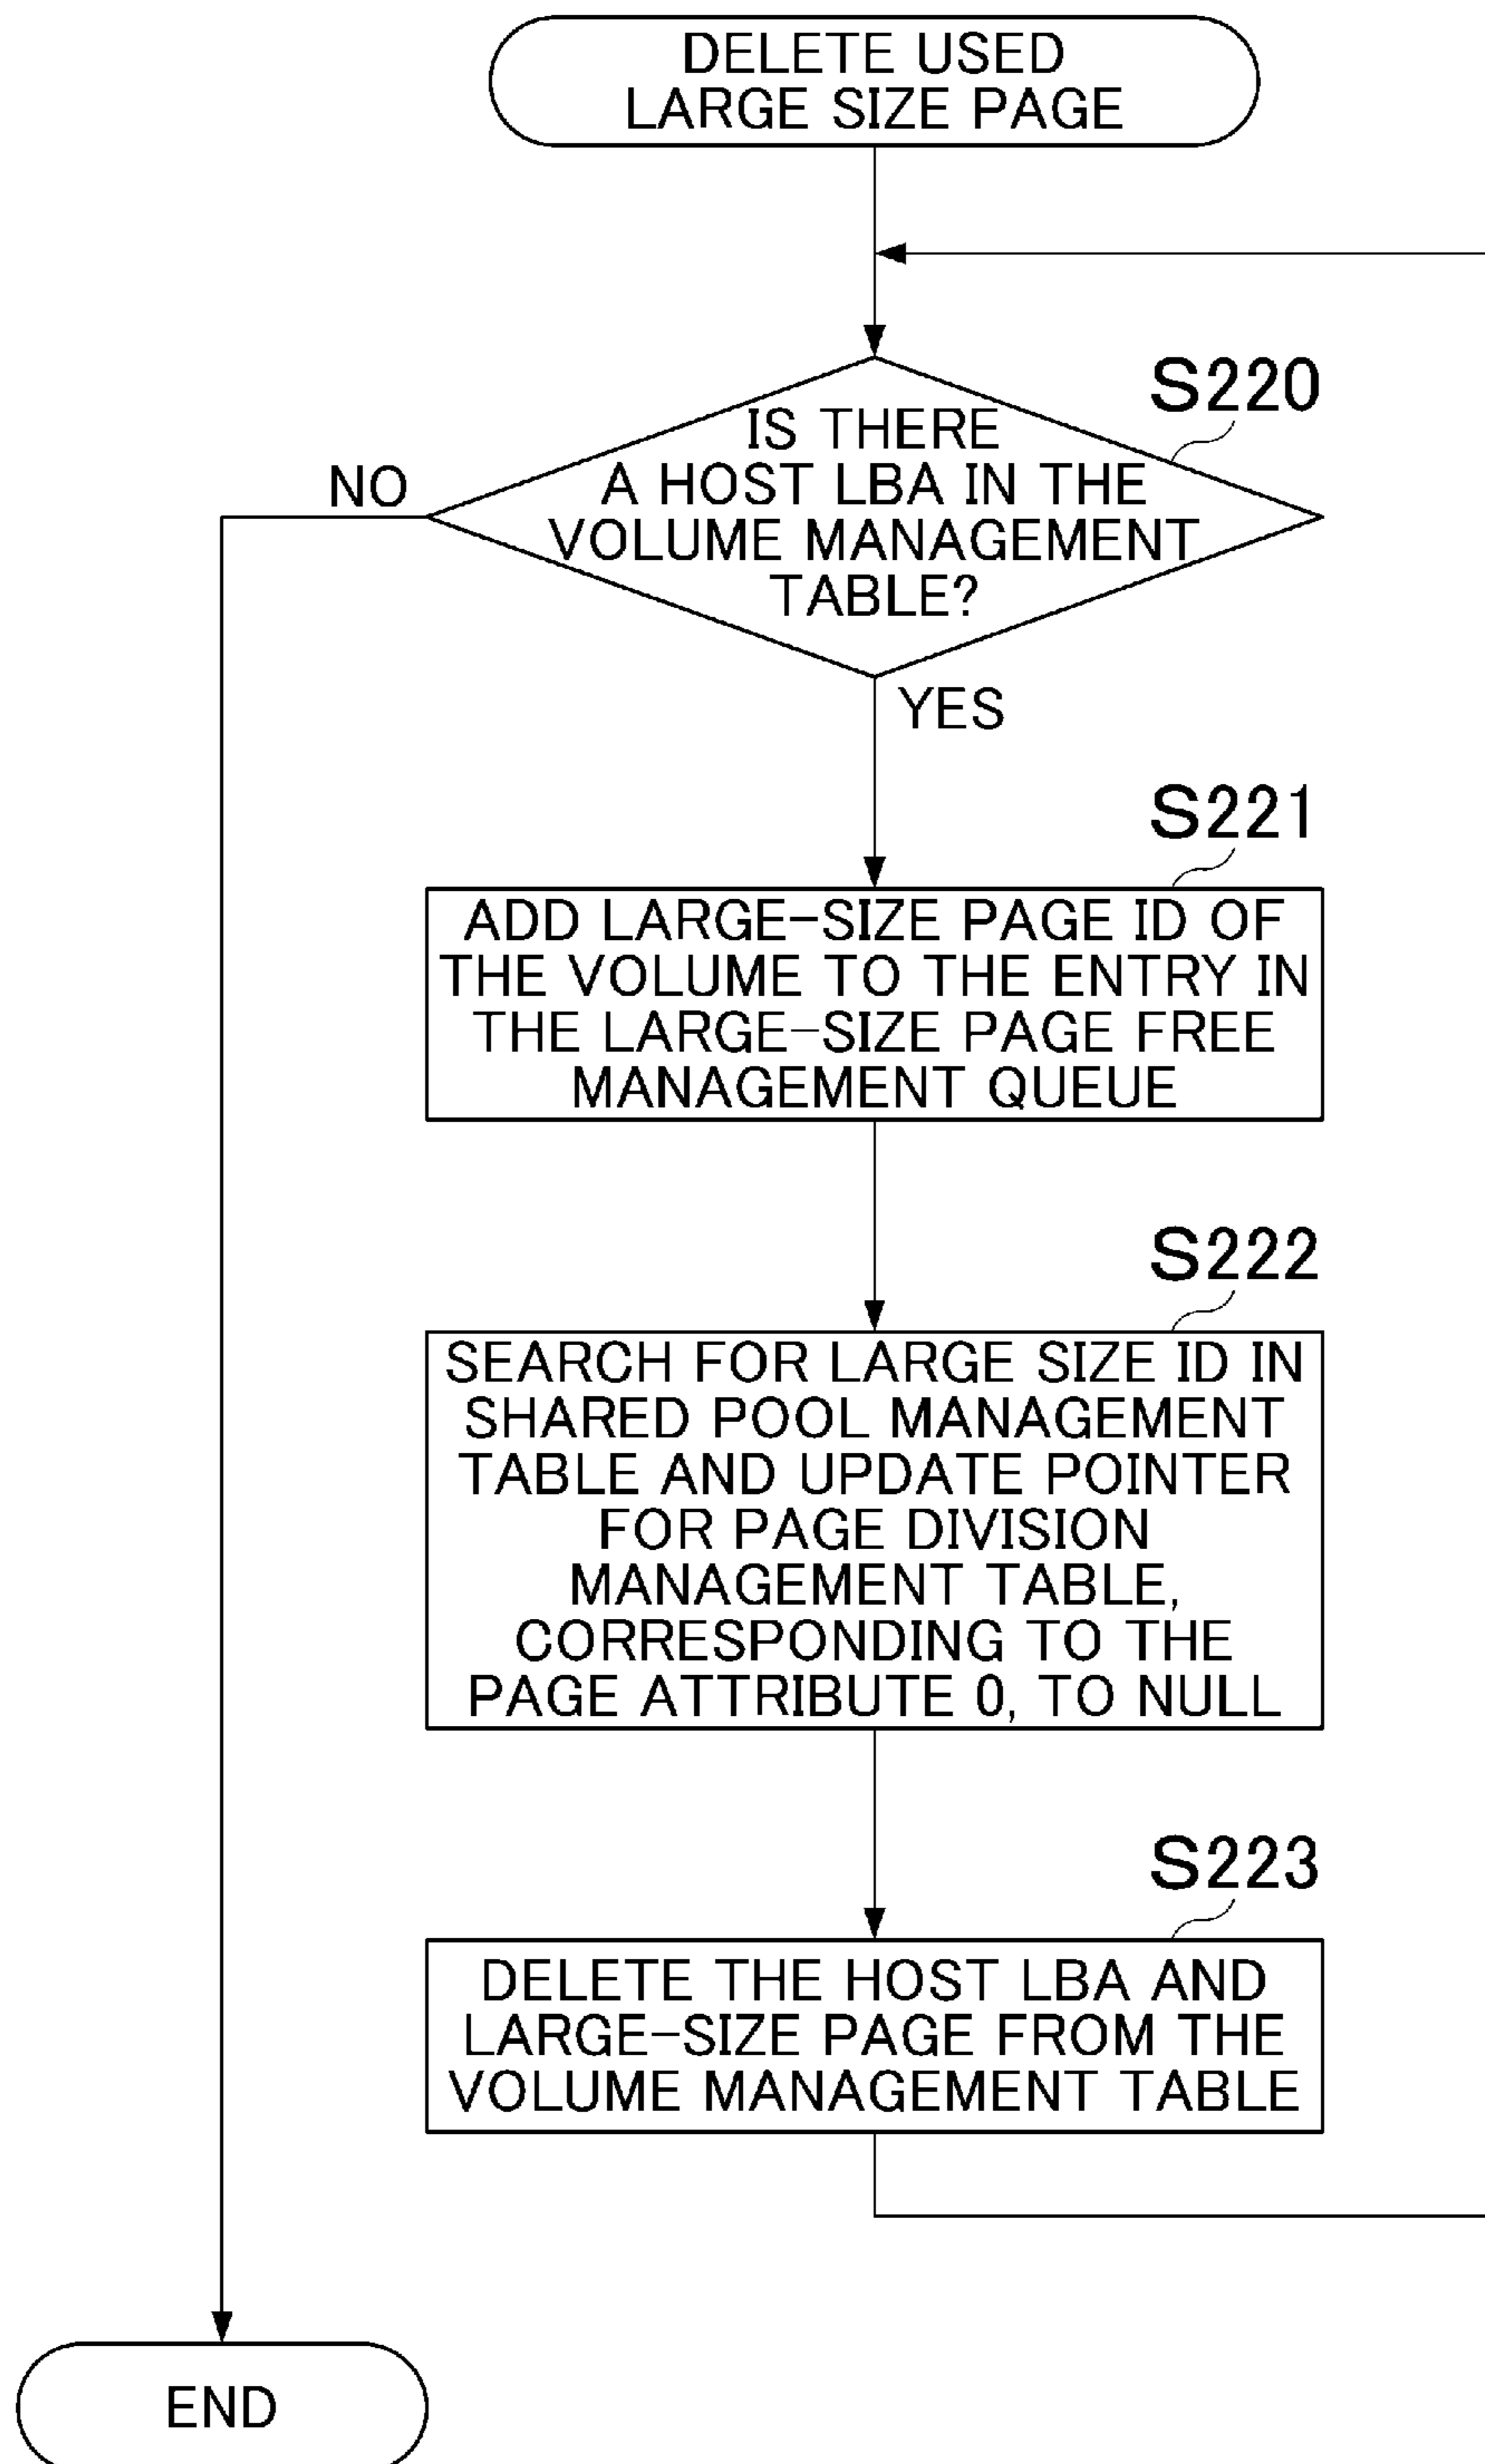 DELETE USED
LARGE SIZE PAGE
S220
IS THERE
A HOST LBA IN THE
VOLUME MANAGEMENT
TABLE?
NO
YES
S221
ADD LARGE-SIZE PAGE ID OF
THE VOLUME TO THE ENTRY IN
THE LARGE-SIZE PAGE FREE
MANAGEMENT QUEUE
S222
SEARCH FOR LARGE SIZE ID IN
SHARED POOL MANAGEMENT
TABLE AND UPDATE POINTER
FOR PAGE DIVISION
MANAGEMENT TABLE,
CORRESPONDING TO THE
PAGE ATTRIBUTE 0, TO NULL
S223
DELETE THE HOST LBA AND
LARGE-SIZE PAGE FROM THE
VOLUME MANAGEMENT TABLE
END